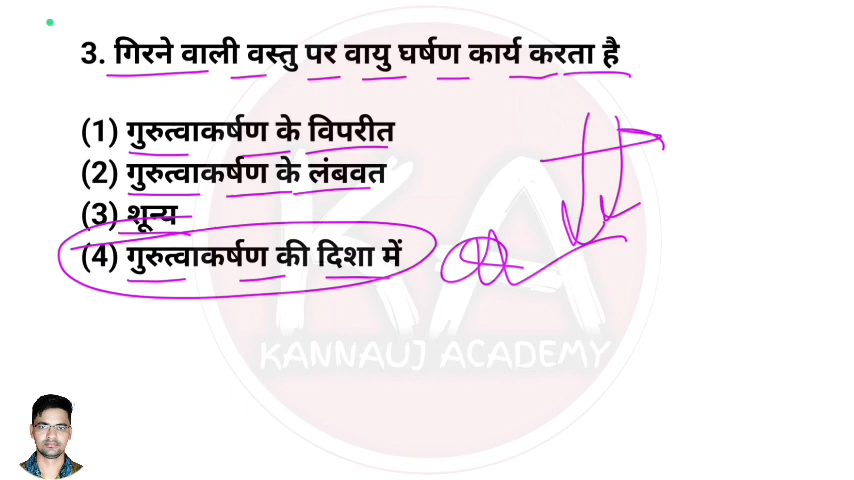 3. गिरने वाली वस्तु पर वायु घर्षण कार्य करता है
(1) गुरुत्वाकर्षण के विपरीत
(2) गुरुत्वाकर्षण के लंबवत
(3) शून्य
(4) गुरुत्वाकर्षण की दिशा में
KANNAUJ ACADEMY
KA